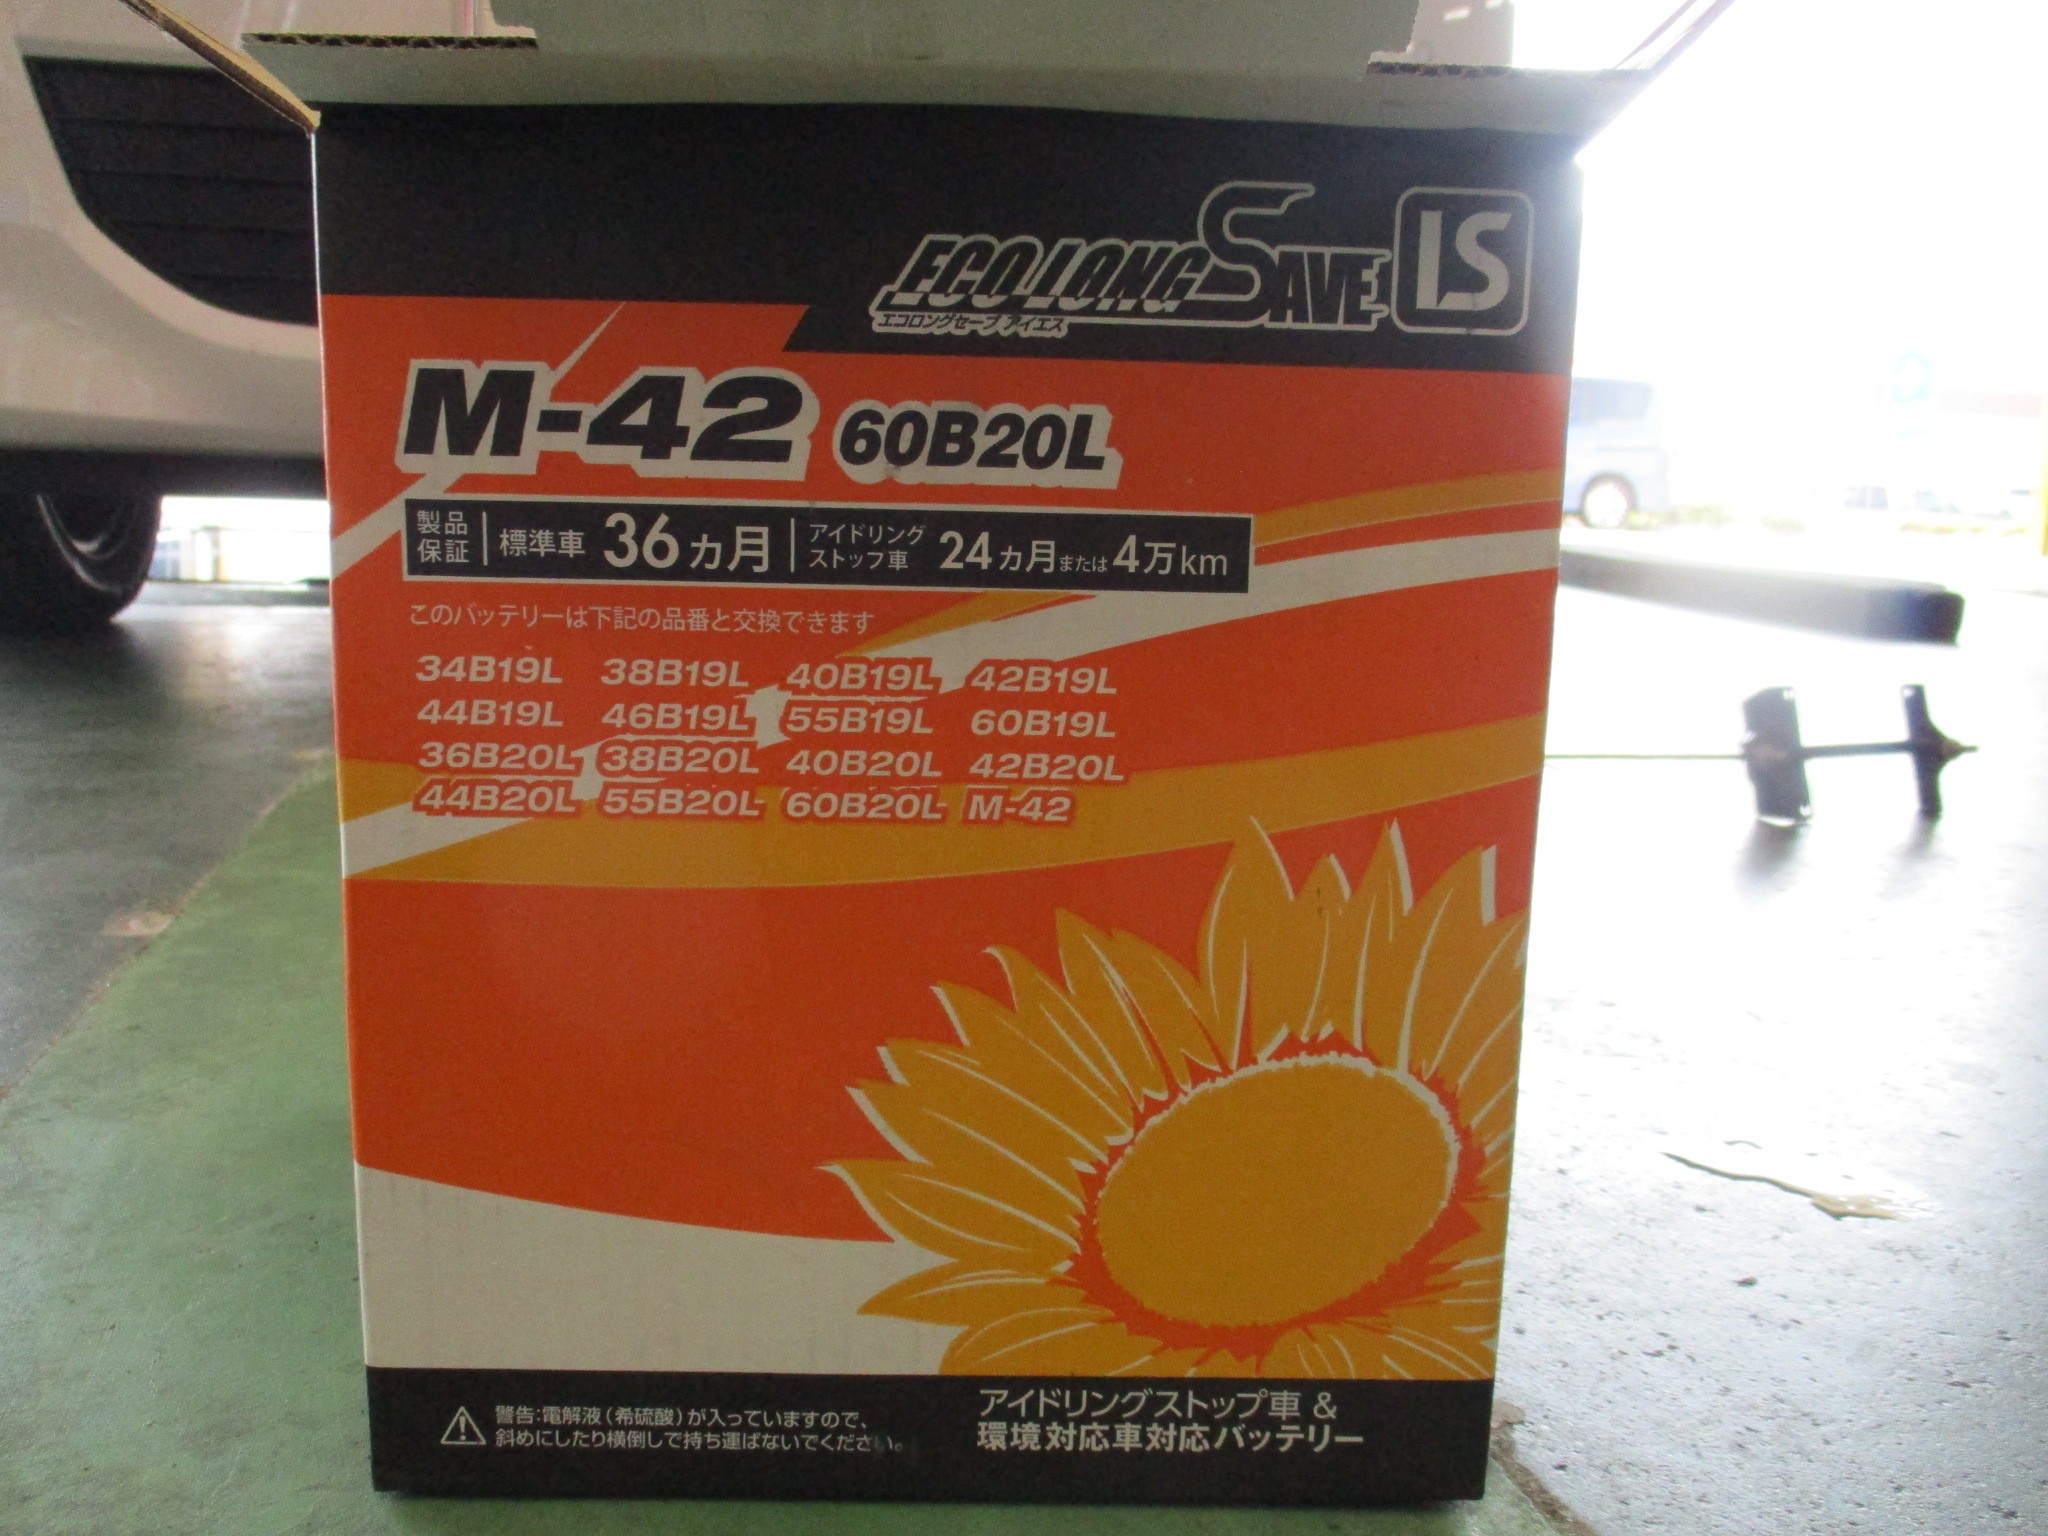 ECO LONG SAVE IS
エコロングセーブ アイエス
M-42 60B20L
製品保証 標準車 36ヵ月 アイドリングストップ車 24ヵ月または4万km
このバッテリーは下記の品番と交換できます
34B19L 38B19L 40B19L 42B19L
44B19L 46B19L 55B19L 60B19L
36B20L 38B20L 40B20L 42B20L
44B20L 55B20L 60B20L M-42
警告:電解液(希硫酸)が入っていますので、
斜めにしたり横倒しで持ち運ばないでください。
アイドリングストップ車 &
環境対応車対応バッテリー